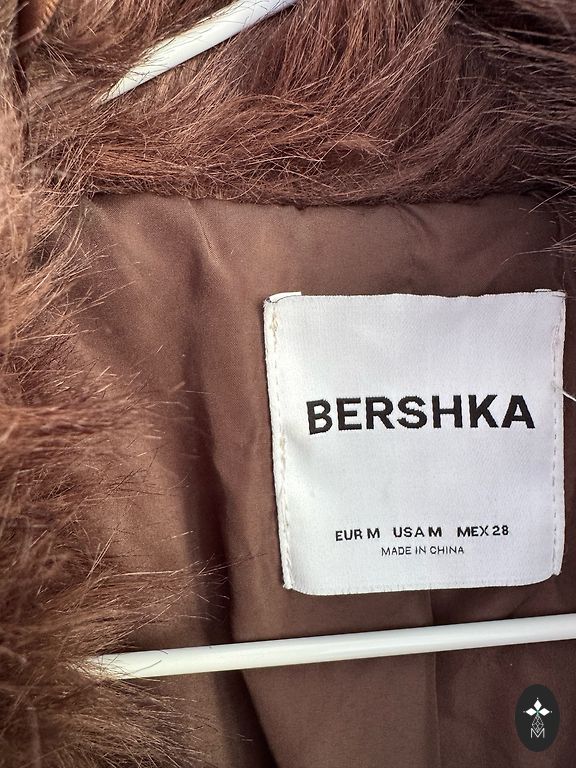 BERSHKA
EUR M USA M MEX 28
MADE IN CHINA
M